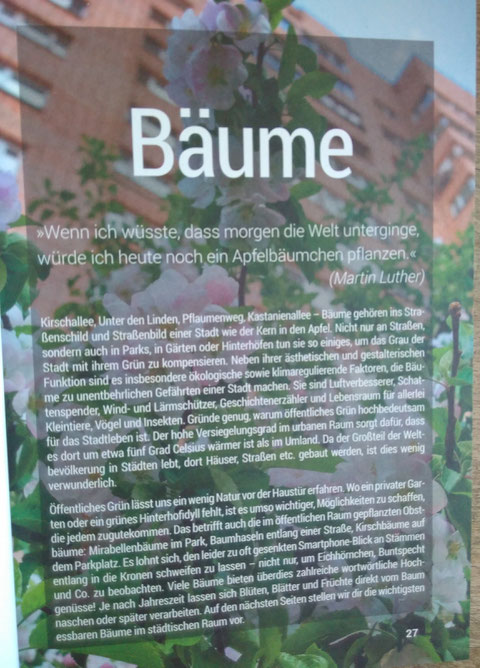 Bäume
»Wenn ich wüsste, dass morgen die Welt unterginge,
würde ich heute noch ein Apfelbäumchen pflanzen.«
(Martin Luther)
Kirschallee, Unter den Linden, Pflaumenweg, Kastanienallee – Bäume gehören ins Stra-
ßenschild und Straßenbild einer Stadt wie der Kern in den Apfel. Nicht nur an Straßen,
sondern auch in Parks, in Gärten oder Hinterhöfen tun sie so einiges, um das Grau der
Stadt mit ihrem Grün zu kompensieren. Neben ihrer ästhetischen und gestalterischen
Funktion sind es insbesondere ökologische sowie klimaregulierende Faktoren, die Bäu-
me zu unentbehrlichen Gefährten einer Stadt machen. Sie sind Luftverbesserer, Schat-
tenspender, Wind- und Lärmschützer, Geschichtenerzähler und Lebensraum für allerlei
Kleintiere, Vögel und Insekten. Gründe genug, warum öffentliches Grün hochbedeutsam
für das Stadtleben ist. Der hohe Versiegelungsgrad im urbanen Raum sorgt dafür, dass
es dort um etwa fünf Grad Celsius wärmer ist als im Umland. Da der Großteil der Welt-
bevölkerung in Städten lebt, dort Häuser, Straßen etc. gebaut werden, ist dies wenig
verwunderlich.
Öffentliches Grün lässt uns ein wenig Natur vor der Haustür erfahren. Wo ein privater Gar-
ten oder ein grünes Hinterhofidyll fehlt, ist es umso wichtiger, Möglichkeiten zu schaffen,
die jedem zugutekommen. Das betrifft auch die im öffentlichen Raum gepflanzten Obst-
bäume: Mirabellenbäume im Park, Baumhaseln entlang einer Straße, Kirschbäume auf
dem Parkplatz. Es lohnt sich, den leider zu oft gesenkten Smartphone-Blick an Stämmen
entlang in die Kronen schweifen zu lassen – nicht nur, um Eichhörnchen, Buntspecht
und Co. zu beobachten. Viele Bäume bieten überdies zahlreiche wortwörtliche Hoch-
genüsse! Je nach Jahreszeit lassen sich Blüten, Blätter und Früchte direkt vom Baum
naschen oder später verarbeiten. Auf den nächsten Seiten stellen wir dir die wichtigsten
essbaren Bäume im städtischen Raum vor.
27